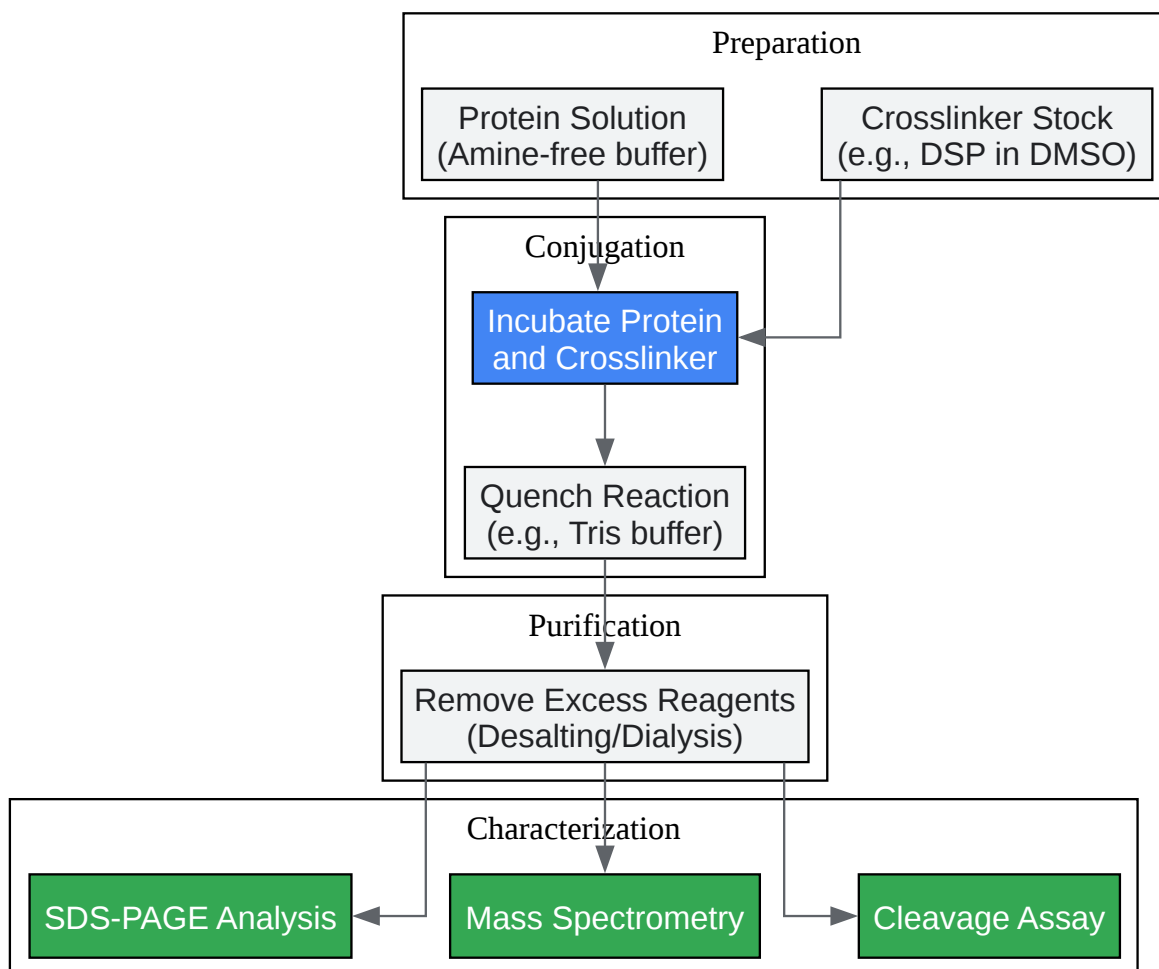 Preparation
Protein Solution
(Amine-free buffer)
Crosslinker Stock
(e.g., DSP in DMSO)
Conjugation
Incubate Protein
and Crosslinker
Quench Reaction
(e.g., Tris buffer)
Purification
Remove Excess Reagents
(Desalting/Dialysis)
Characterization
SDS-PAGE Analysis
Mass Spectrometry
Cleavage Assay